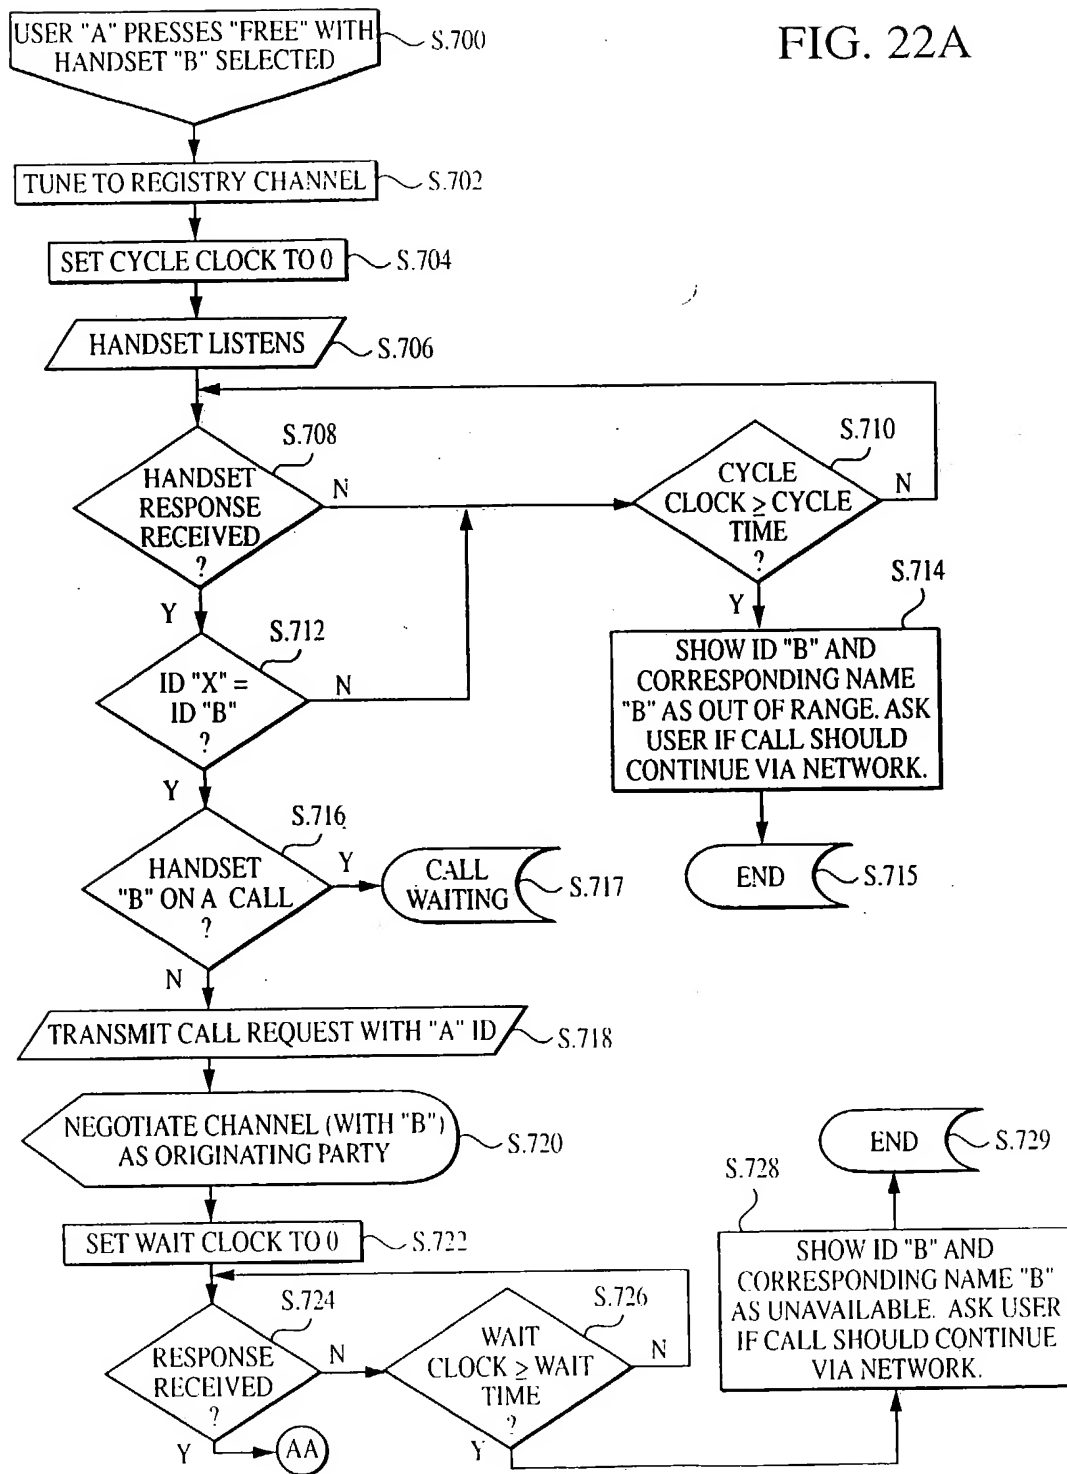 FIG. 22A
USER "A" PRESSES "FREE" WITH
HANDSET "B" SELECTED
S.700
TUNE TO REGISTRY CHANNEL
S.702
SET CYCLE CLOCK TO 0
S.704
HANDSET LISTENS
S.706
HANDSET
RESPONSE
RECEIVED
?
S.708
N
Y
CYCLE
CLOCK ≥ CYCLE
TIME
?
S.710
N
Y
ID "X" =
ID "B"
?
S.712
N
Y
SHOW ID "B" AND
CORRESPONDING NAME
"B" AS OUT OF RANGE. ASK
USER IF CALL SHOULD
CONTINUE VIA NETWORK.
S.714
END
S.715
HANDSET
"B" ON A CALL
?
S.716
Y
N
CALL
WAITING
S.717
TRANSMIT CALL REQUEST WITH "A" ID
S.718
NEGOTIATE CHANNEL (WITH "B")
AS ORIGINATING PARTY
S.720
SET WAIT CLOCK TO 0
S.722
RESPONSE
RECEIVED
?
S.724
N
Y
AA
WAIT
CLOCK ≥ WAIT
TIME
?
S.726
N
Y
SHOW ID "B" AND
CORRESPONDING NAME "B"
AS UNAVAILABLE. ASK USER
IF CALL SHOULD CONTINUE
VIA NETWORK.
S.728
END
S.729